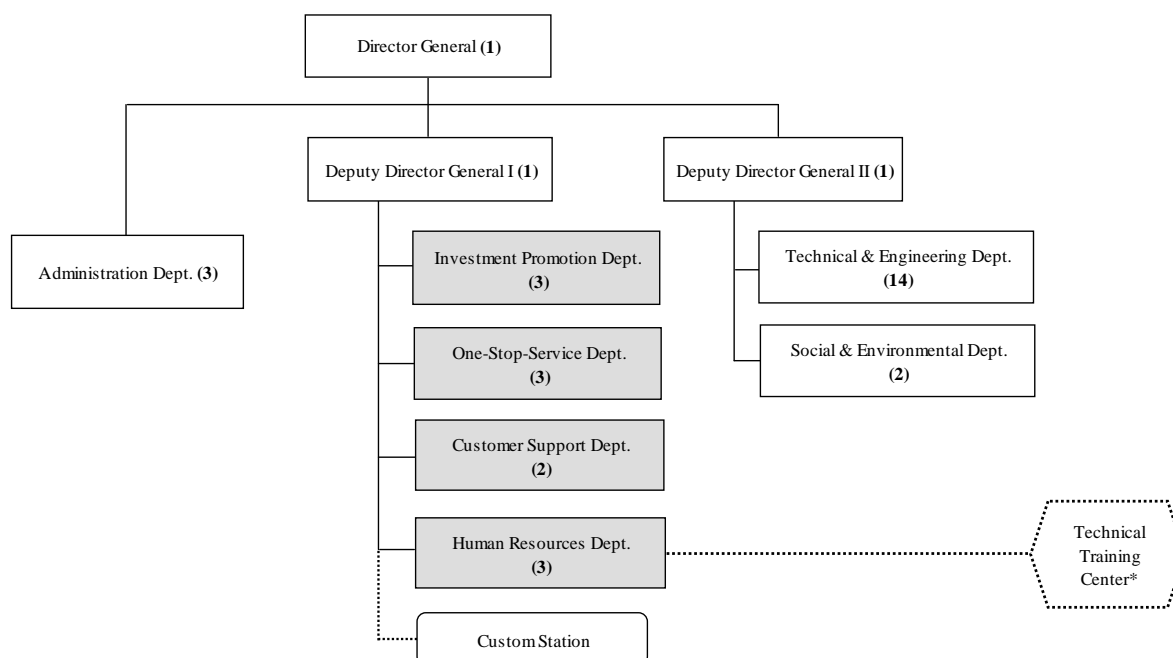 Director General (1)
Deputy Director General I (1)
Deputy Director General II (1)
Administration Dept. (3)
Investment Promotion Dept.
(3)
Technical & Engineering Dept.
(14)
One-Stop-Service Dept.
(3)
Social & Environmental Dept.
(2)
Customer Support Dept.
(2)
Human Resources Dept.
(3)
Technical
Training
Center*
Custom Station